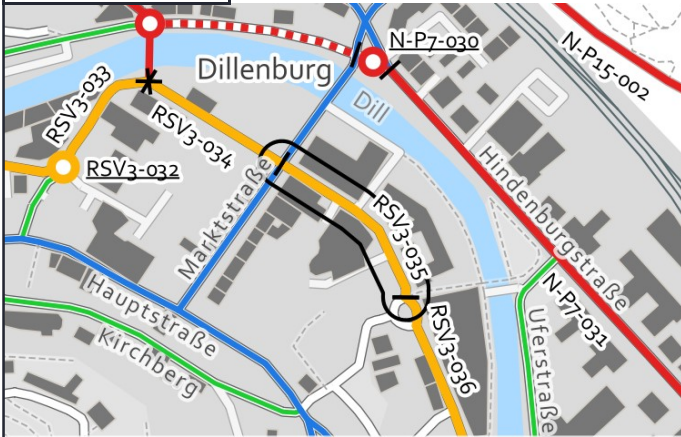 N-P7-030
N-P15-002
Dillenburg
Dill
RSV3-033
RSV3-034
RSV3-032
Marktstraße
Hindenburgstraße
RSV3-035
Hauptstraße
Kirchberg
RSV3-036
N-P7-031
Uferstraße